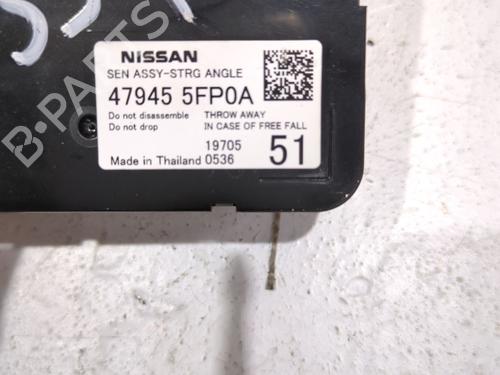 NISSAN
SEN ASSY-STRG ANGLE
47945 5FP0A
Do not disassemble THROW AWAY
Do not drop IN CASE OF FREE FALL
19705
Made in Thailand 0536 51